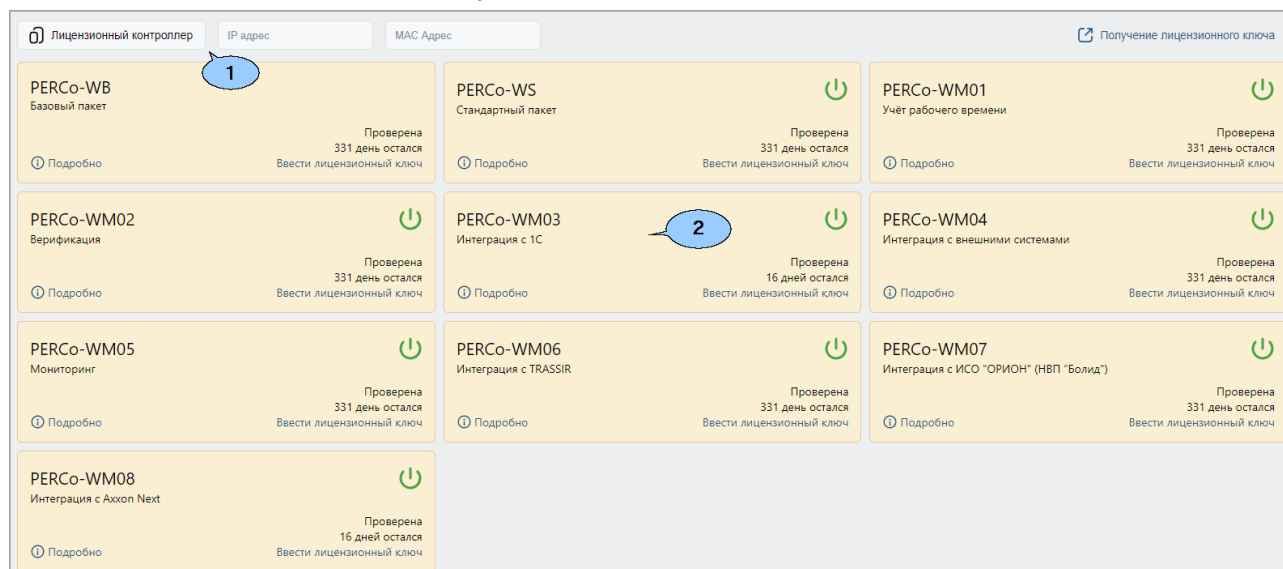 Лицензионный контроллер
IP адрес
MAC Адрес
Получение лицензионного ключа
1
PERCo-WB
Базовый пакет
Проверена
331 день остался
Подробно
Ввести лицензионный ключ
PERCo-WS
Стандартный пакет
Проверена
331 день остался
Подробно
Ввести лицензионный ключ
PERCo-WM01
Учёт рабочего времени
Проверена
331 день остался
Подробно
Ввести лицензионный ключ
PERCo-WM02
Верификация
Проверена
331 день остался
Подробно
Ввести лицензионный ключ
PERCo-WM03
Интеграция с 1С
2
Проверена
16 дней остался
Подробно
Ввести лицензионный ключ
PERCo-WM04
Интеграция с внешними системами
Проверена
331 день остался
Подробно
Ввести лицензионный ключ
PERCo-WM05
Мониторинг
Проверена
331 день остался
Подробно
Ввести лицензионный ключ
PERCo-WM06
Интеграция с TRASSIR
Проверена
331 день остался
Подробно
Ввести лицензионный ключ
PERCo-WM07
Интеграция с ИСО "ОРИОН" (НВП "Болид")
Проверена
331 день остался
Подробно
Ввести лицензионный ключ
PERCo-WM08
Интеграция с Axxon Next
Проверена
16 дней остался
Подробно
Ввести лицензионный ключ